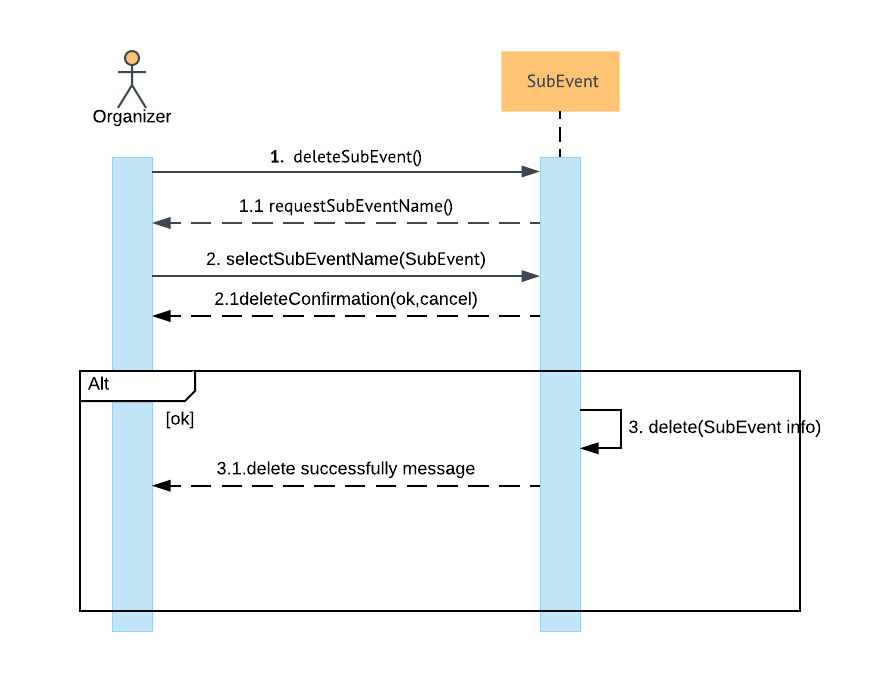 SubEvent
Organizer
1. deleteSubEvent()
1.1 requestSubEventName()
2. selectSubEventName(SubEvent)
2.1deleteConfirmation(ok,cancel)
Alt
[ok]
3. delete(SubEvent info)
3.1.delete successfully message